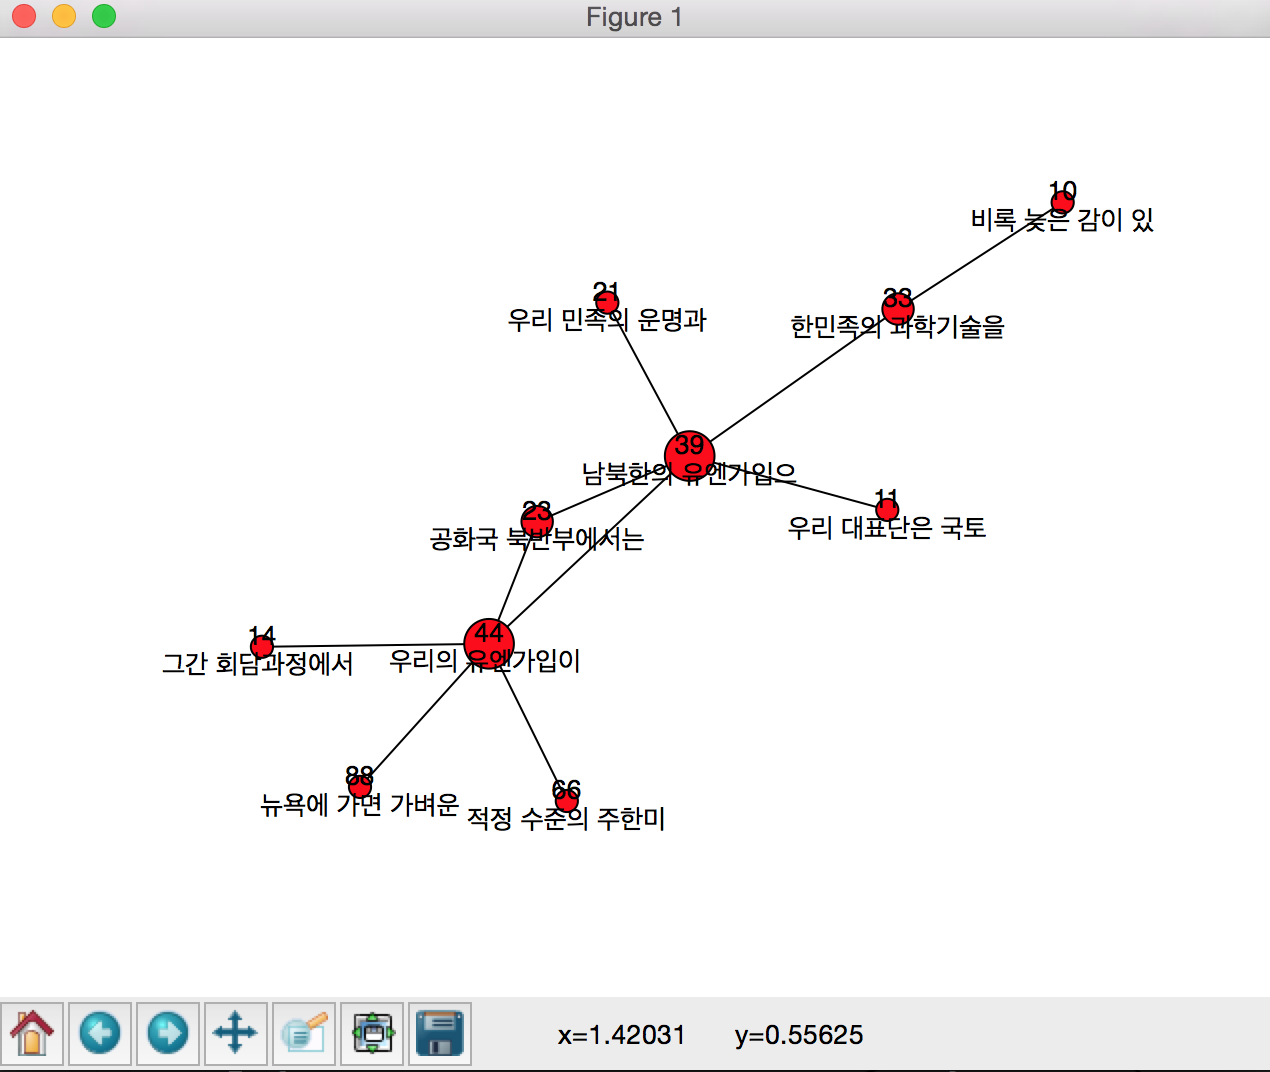 Figure 1
10
비록 늦은 감이 있
21
우리 민족의 운명과
33
한민족의 과학기술을
39
남북한의 유엔가입으
11
우리 대표단은 국토
23
공화국 북반부에서는
44
우리의 유엔가입이
14
그간 회담과정에서
88
뉴욕에 가면 가벼운
66
적정 수준의 주한미
x=1.42031 y=0.55625